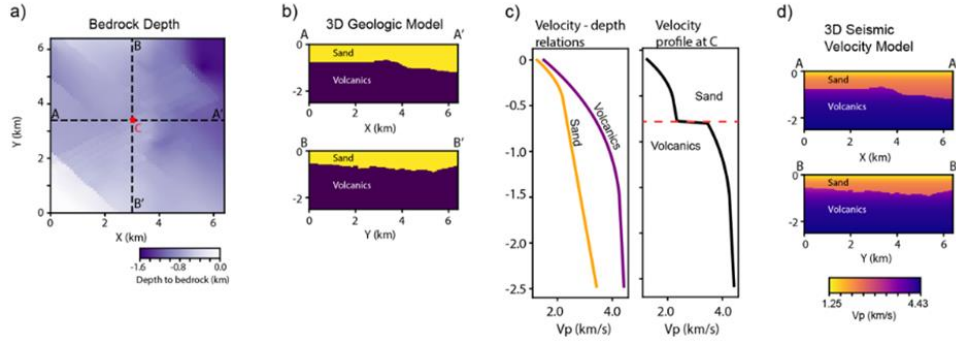 a)
Bedrock Depth
B
6
4
A
A'
C
2
B'
0
0
2
4
6
Y (km)
X (km)
-1.6
-0.8
0.0
Depth to bedrock (km)
b)
3D Geologic Model
A
A'
0
Sand
Volcanics
-2
0
2
4
6
X (km)
B
B'
0
Sand
Volcanics
-2
0
2
4
6
Y (km)
c)
Velocity - depth
relations
Velocity
profile at C
0
-0.5
-1.0
-1.5
-2.0
-2.5
Volcanics
Sand
Sand
Volcanics
2.0
4.0
Vp (km/s)
2.0
4.0
Vp (km/s)
d)
3D Seismic
Velocity Model
A
A
0
Sand
Volcanics
-2
0
2
4
6
X (km)
B
B
0
Sand
Volcanics
-2
0
2
4
6
Y (km)
1.25
4.43
Vp (km/s)